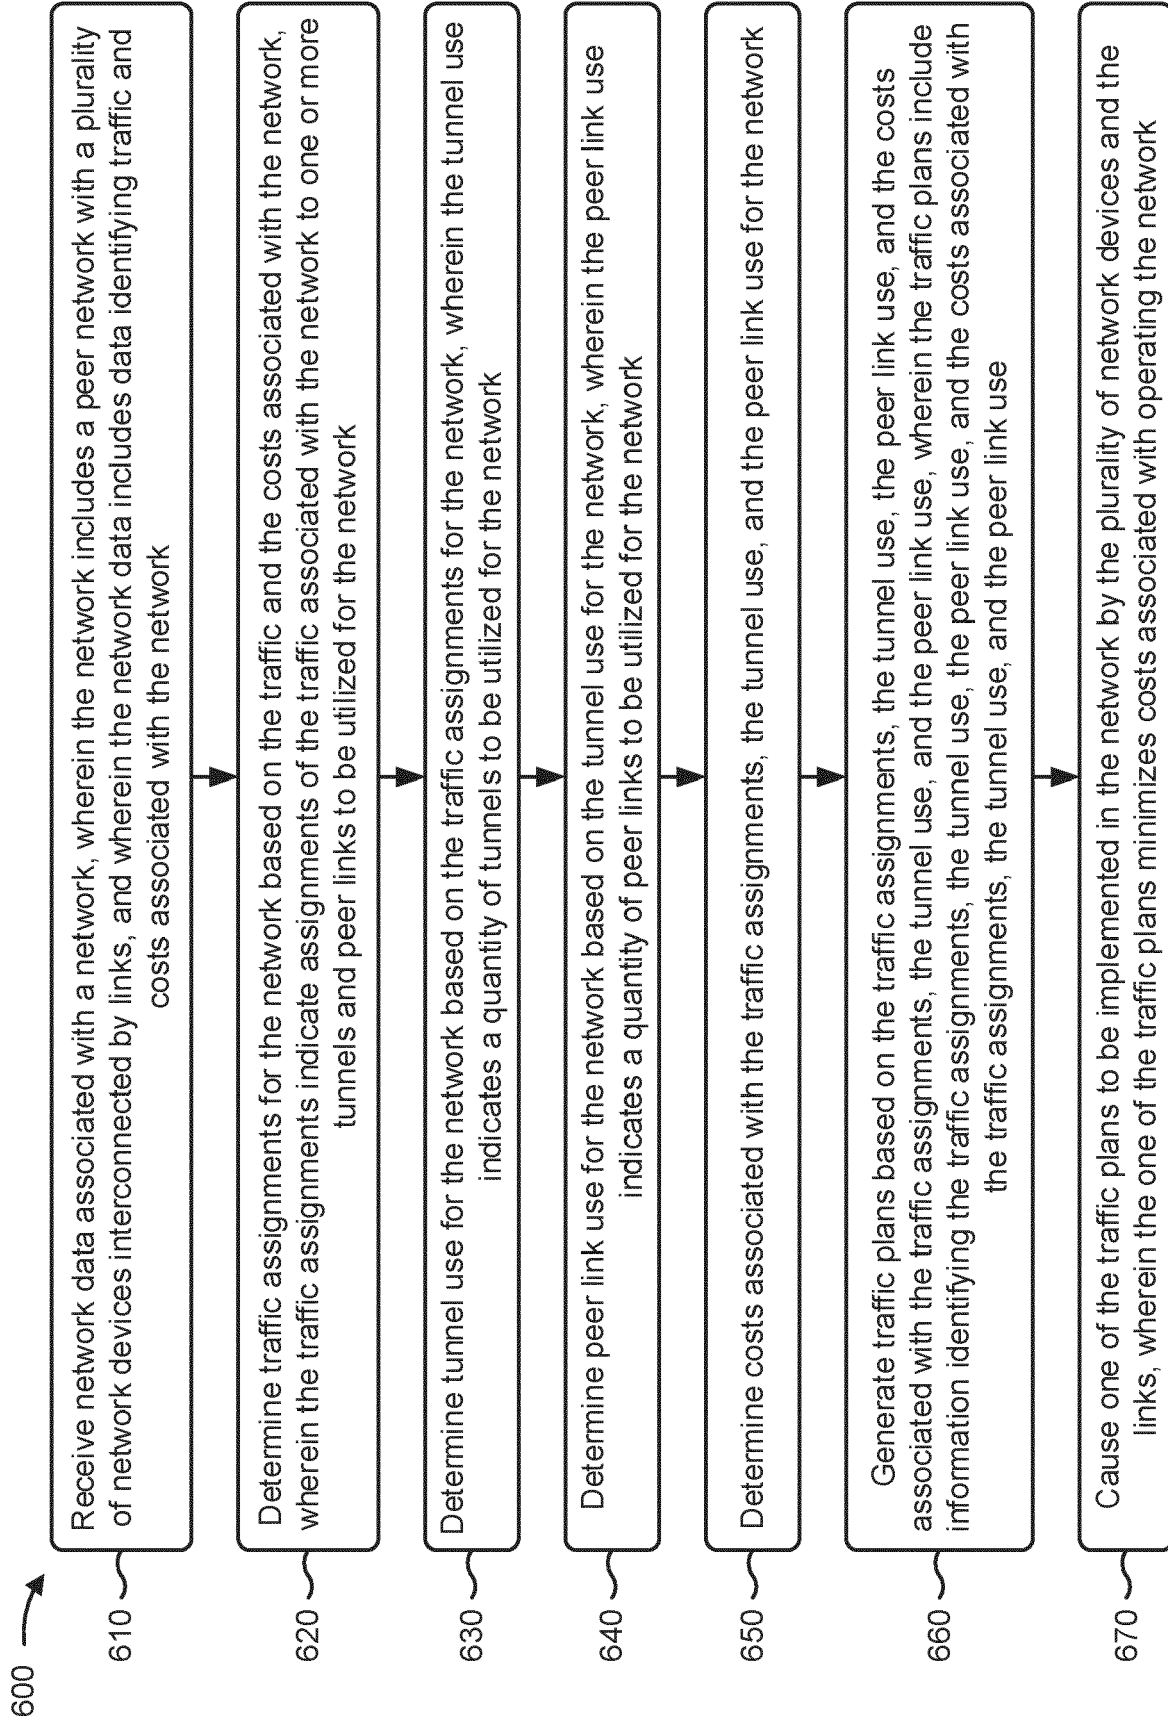 600
610
Receive network data associated with a network, wherein the network includes a peer network with a plurality
of network devices interconnected by links, and wherein the network data includes data identifying traffic and
costs associated with the network
620
Determine traffic assignments for the network based on the traffic and the costs associated with the network,
wherein the traffic assignments indicate assignments of the traffic associated with the network to one or more
tunnels and peer links to be utilized for the network
630
Determine tunnel use for the network based on the traffic assignments for the network, wherein the tunnel use
indicates a quantity of tunnels to be utilized for the network
640
Determine peer link use for the network based on the tunnel use for the network, wherein the peer link use
indicates a quantity of peer links to be utilized for the network
650
Determine costs associated with the traffic assignments, the tunnel use, and the peer link use for the network
660
Generate traffic plans based on the traffic assignments, the tunnel use, the peer link use, and the costs
associated with the traffic assignments, the tunnel use, and the peer link use, wherein the traffic plans include
information identifying the traffic assignments, the tunnel use, the peer link use, and the costs associated with
the traffic assignments, the tunnel use, and the peer link use
670
Cause one of the traffic plans to be implemented in the network by the plurality of network devices and the
links, wherein the one of the traffic plans minimizes costs associated with operating the network